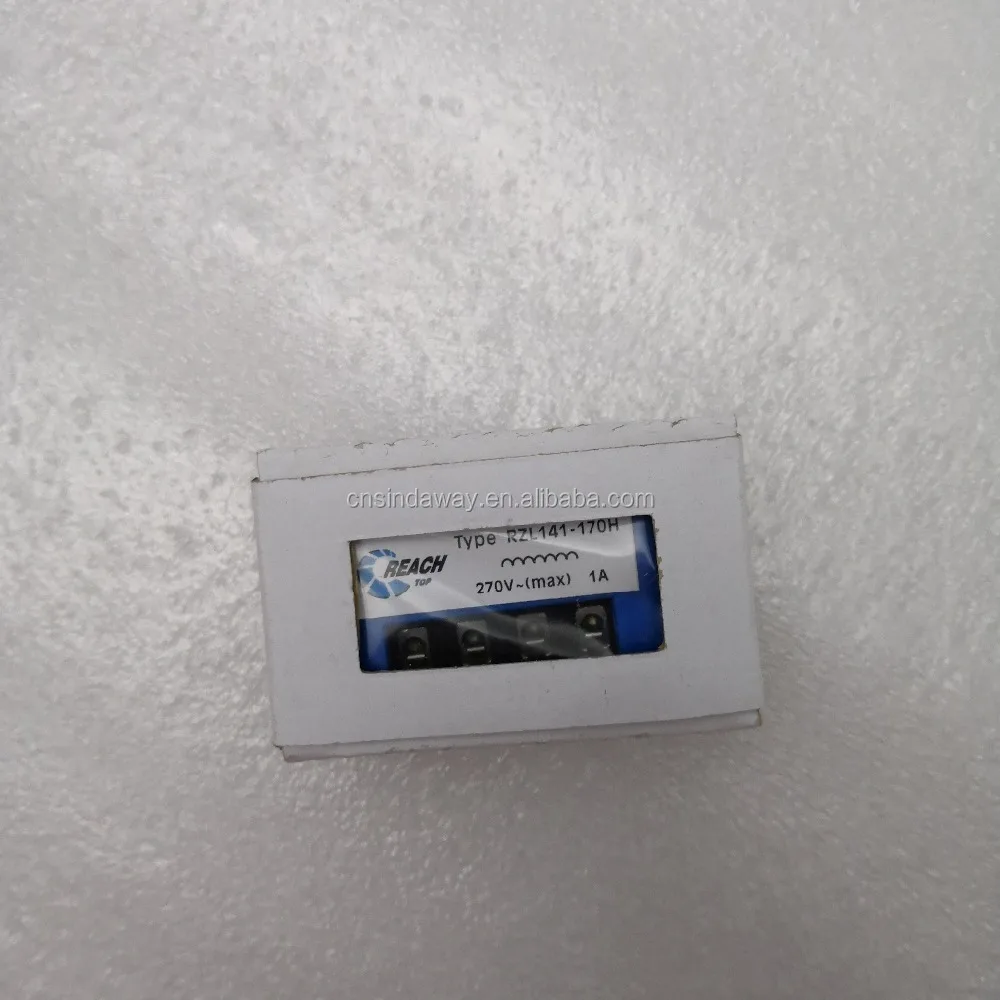 cnsindaway.en.alibaba.com
Type RZL141-170H
REACH
TOP
270V~(max) 1A